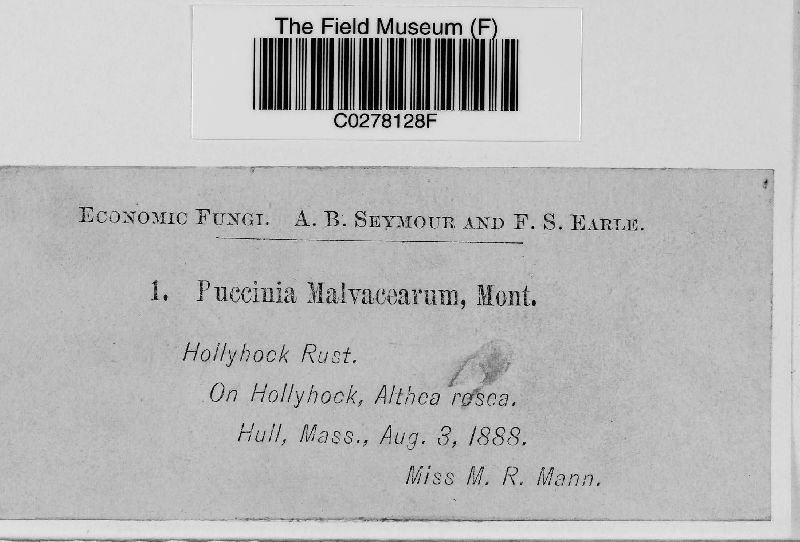 The Field Museum (F)
C0278128F
Economic Fungi. A. B. Seymour and F. S. Earle.
1. Puccinia Malvacearum, Mont.
Hollyhock Rust.
On Hollyhock, Althea rosea.
Hull, Mass., Aug. 3, 1888.
Miss M. R. Mann.